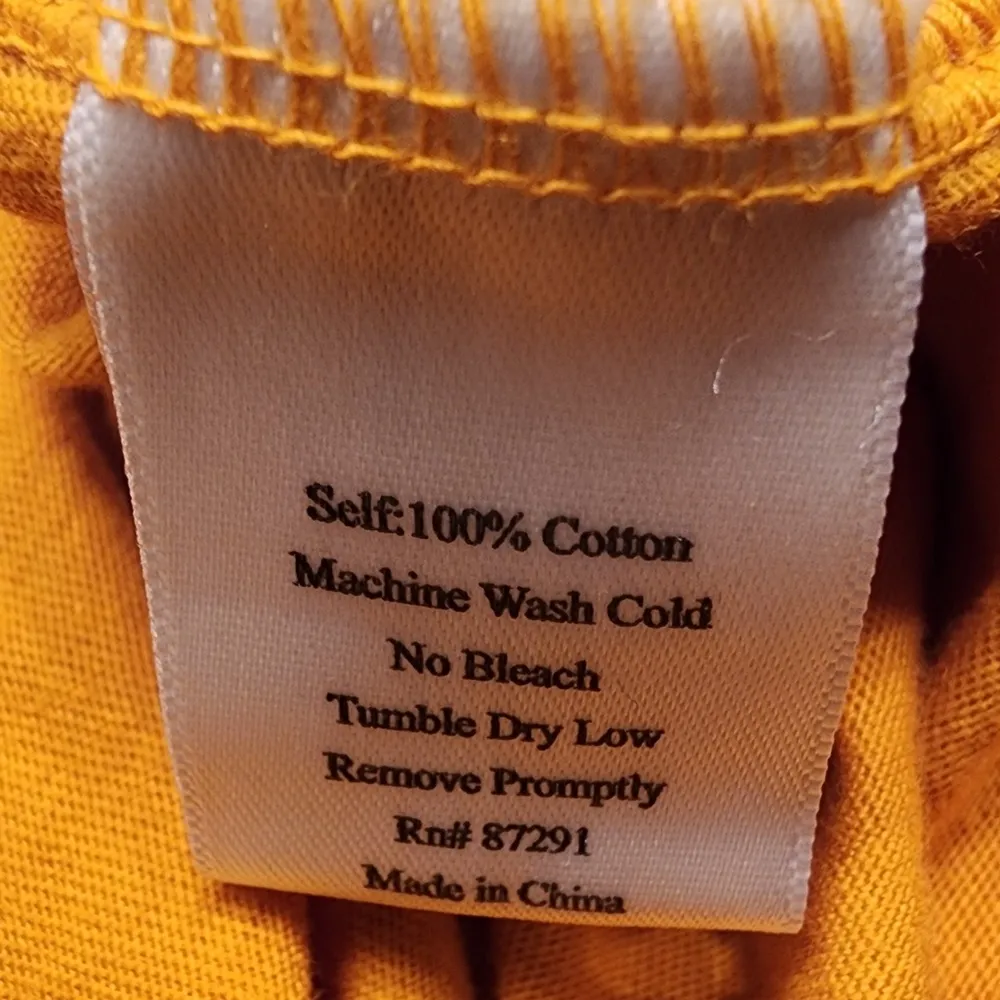 Self:100% Cotton
Machine Wash Cold
No Bleach
Tumble Dry Low
Remove Promptly
Rn# 87291
Made in China